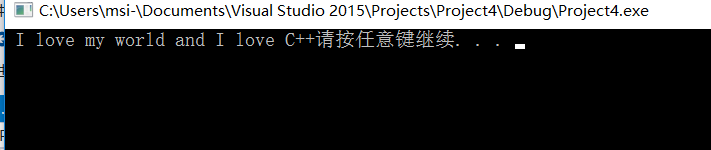 C:\Users\msi-\Documents\Visual Studio 2015\Projects\Project4\Debug\Project4.exe
I love my world and I love C++请按任意键继续. . .